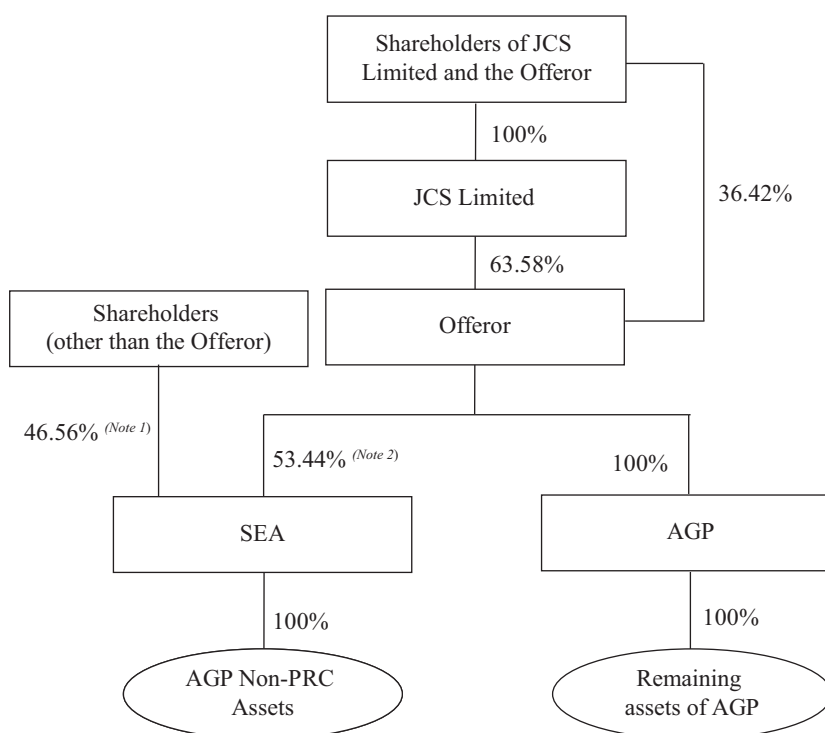 Shareholders of JCS
Limited and the Offeror
100%
JCS Limited
36.42%
63.58%
Shareholders
(other than the Offeror)
Offeror
46.56% (Note 1)
53.44% (Note 2)
100%
SEA
AGP
100%
100%
AGP Non-PRC
Assets
Remaining
assets of AGP